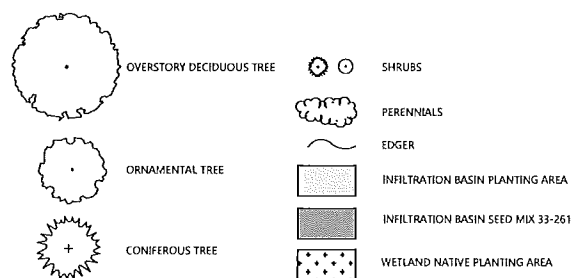 OVERSTORY DECIDUOUS TREE
ORNAMENTAL TREE
CONIFEROUS TREE
SHRUBS
PERENNIALS
EDGER
INFILTRATION BASIN PLANTING AREA
INFILTRATION BASIN SEED MIX 33-261
WETLAND NATIVE PLANTING AREA